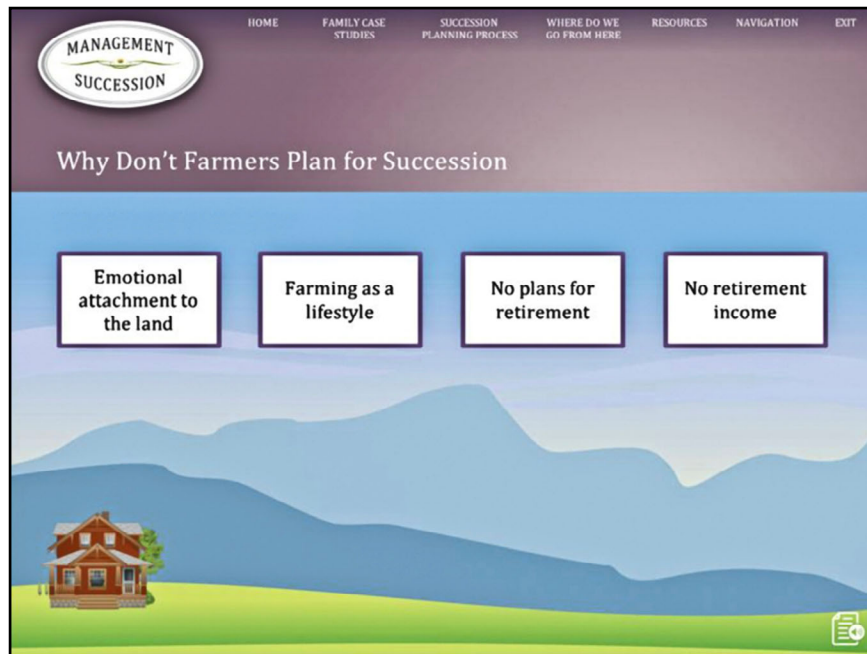 MANAGEMENT
SUCCESSION
HOME
FAMILY CASE
STUDIES
SUCCESSION
PLANNING PROCESS
WHERE DO WE
GO FROM HERE
RESOURCES
NAVIGATION
EXIT
Why Don't Farmers Plan for Succession
Emotional
attachment to
the land
Farming as a
lifestyle
No plans for
retirement
No retirement
income